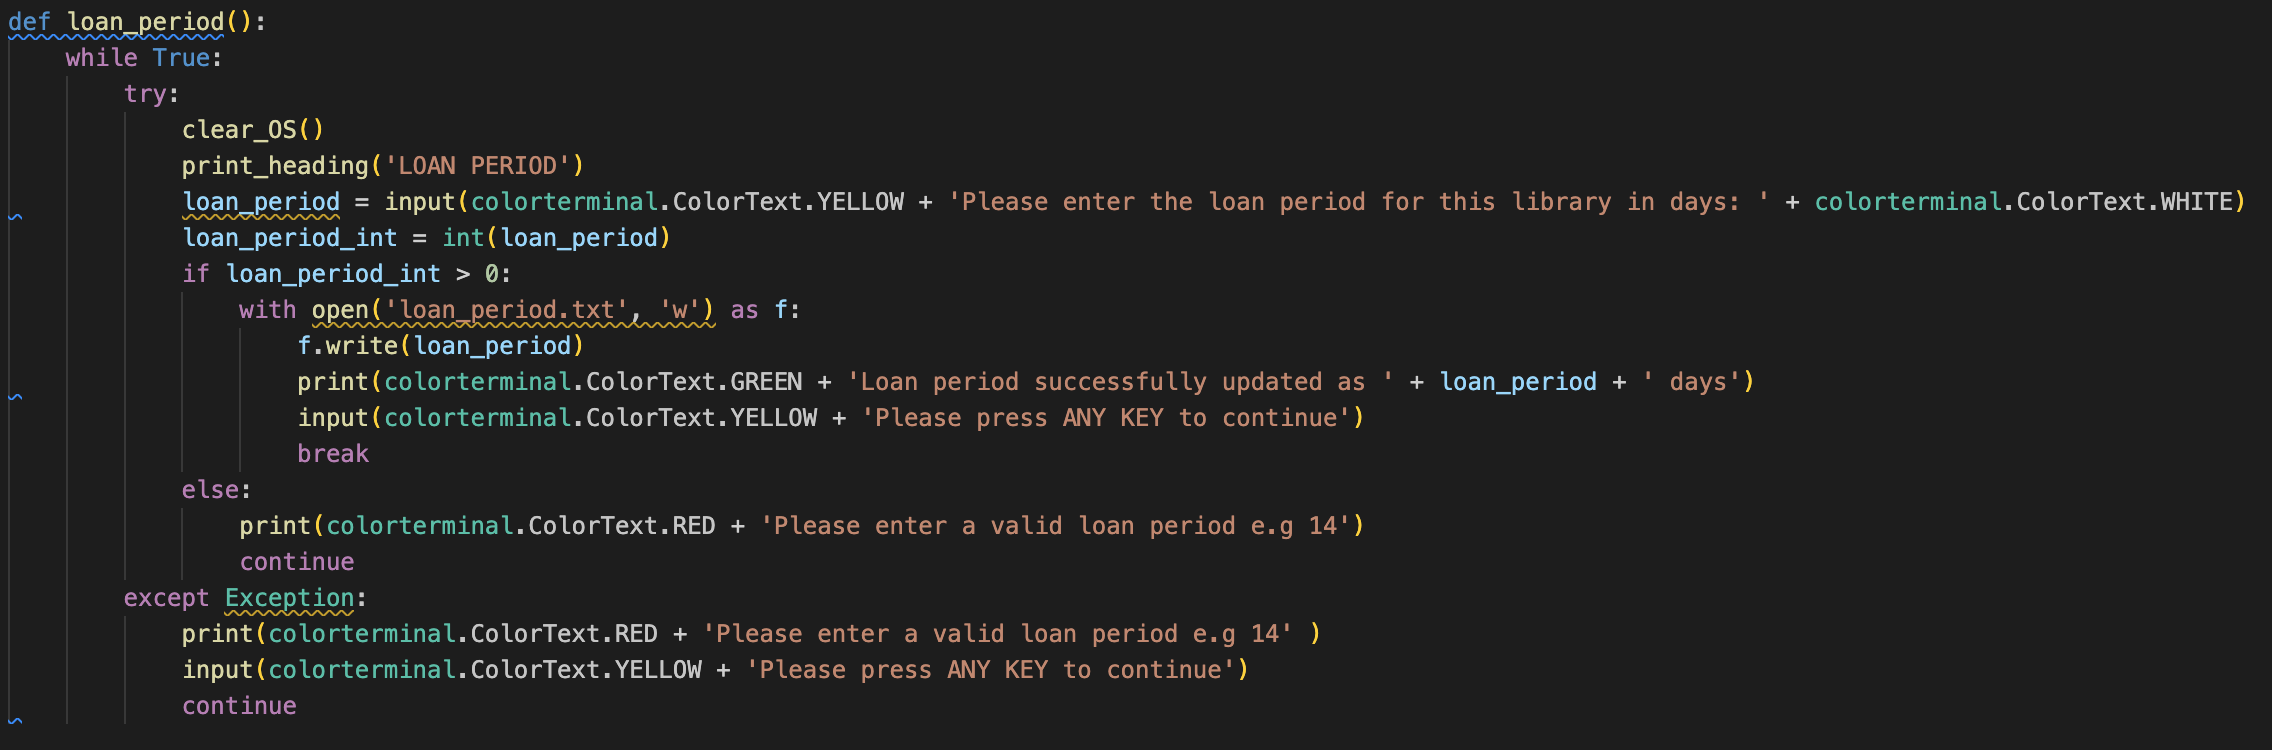 def loan_period():
    while True:
        try:
            clear_OS()
            print_heading('LOAN PERIOD')
            loan_period = input(colorterminal.ColorText.YELLOW + 'Please enter the loan period for this library in days: ' + colorterminal.ColorText.WHITE)
            loan_period_int = int(loan_period)
            if loan_period_int > 0:
                with open('loan_period.txt', 'w') as f:
                    f.write(loan_period)
                    print(colorterminal.ColorText.GREEN + 'Loan period successfully updated as ' + loan_period + ' days')
                    input(colorterminal.ColorText.YELLOW + 'Please press ANY KEY to continue')
                    break
            else:
                print(colorterminal.ColorText.RED + 'Please enter a valid loan period e.g 14')
                continue
        except Exception:
            print(colorterminal.ColorText.RED + 'Please enter a valid loan period e.g 14' )
            input(colorterminal.ColorText.YELLOW + 'Please press ANY KEY to continue')
            continue